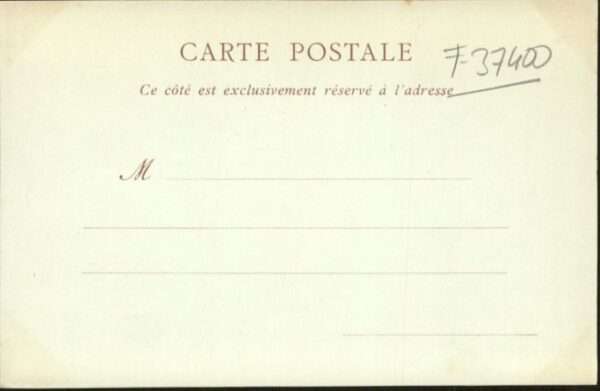 CARTE POSTALE
F-37400
Ce côté est exclusivement réservé à l'adresse
M